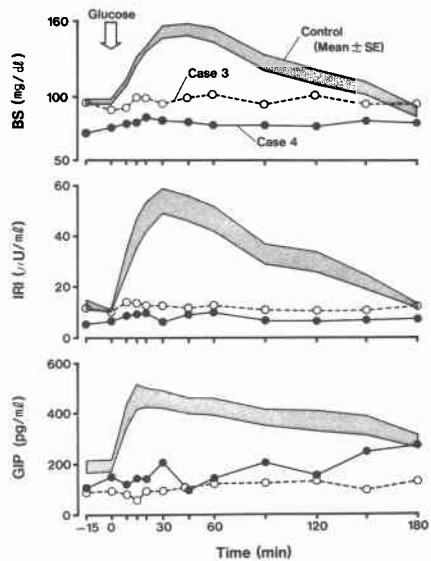 Glucose
BS (mg/dℓ)
160
100
50
Control
(Mean ± SE)
Case 3
Case 4
IRI (μU/mℓ)
60
40
20
0
GIP (pg/mℓ)
600
400
200
0
-15 0 30 60 90 120 150 180
Time (min)